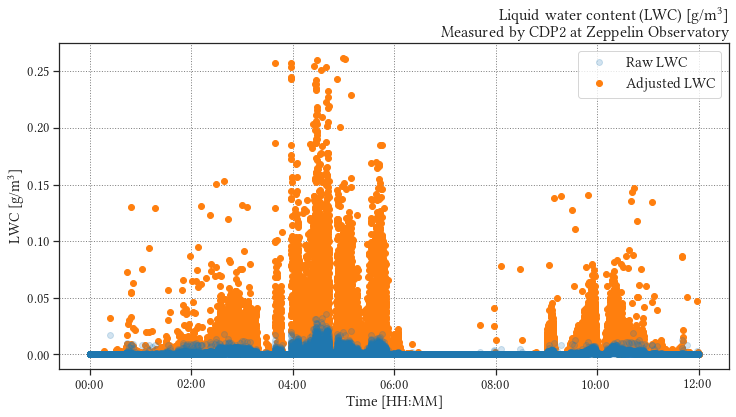 Liquid water content (LWC) [g/m³]
Measured by CDP2 at Zeppelin Observatory
Raw LWC
Adjusted LWC
LWC [g/m³]
0.25
0.20
0.15
0.10
0.05
0.00
00:00 02:00 04:00 06:00 08:00 10:00 12:00
Time [HH:MM]